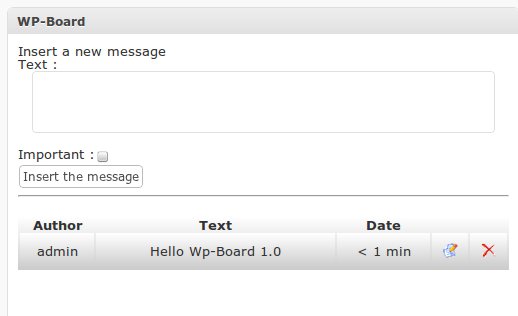 WP-Board
Insert a new message
Text :
Important :
Insert the message
Author Text Date
admin Hello Wp-Board 1.0 < 1 min